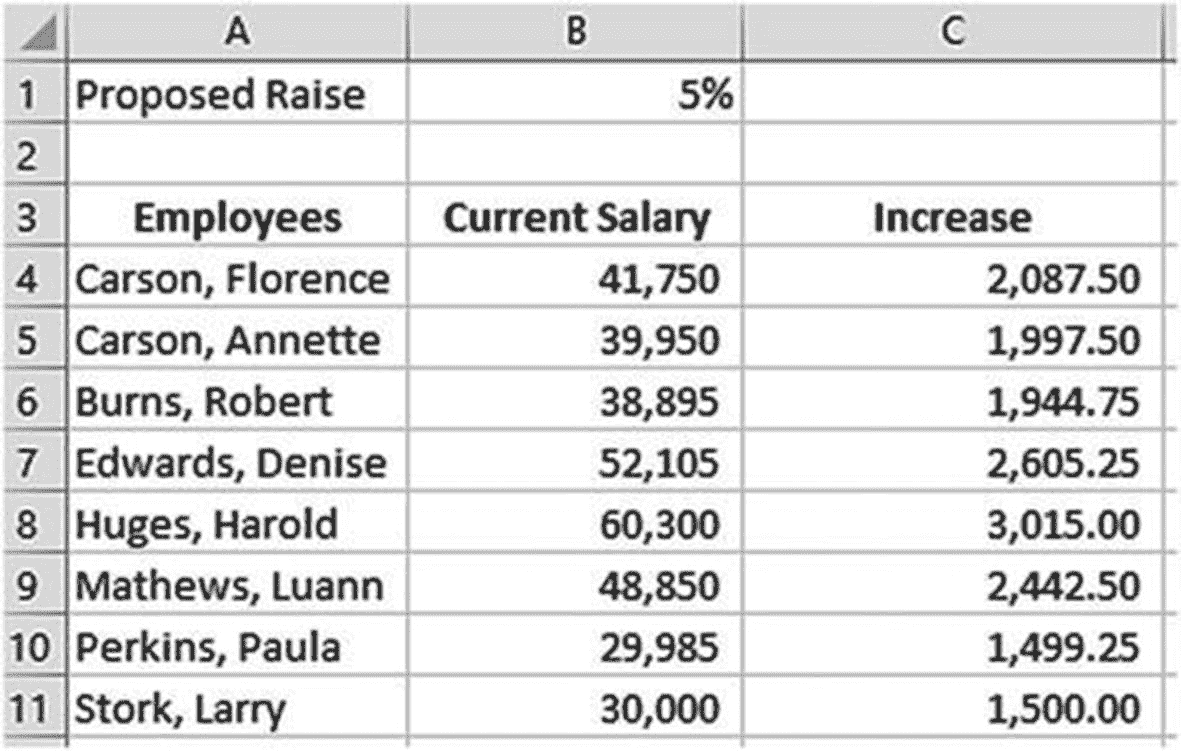 A B C
1 Proposed Raise 5%
2
3 Employees Current Salary Increase
4 Carson, Florence 41,750 2,087.50
5 Carson, Annette 39,950 1,997.50
6 Burns, Robert 38,895 1,944.75
7 Edwards, Denise 52,105 2,605.25
8 Huges, Harold 60,300 3,015.00
9 Mathews, Luann 48,850 2,442.50
10 Perkins, Paula 29,985 1,499.25
11 Stork, Larry 30,000 1,500.00